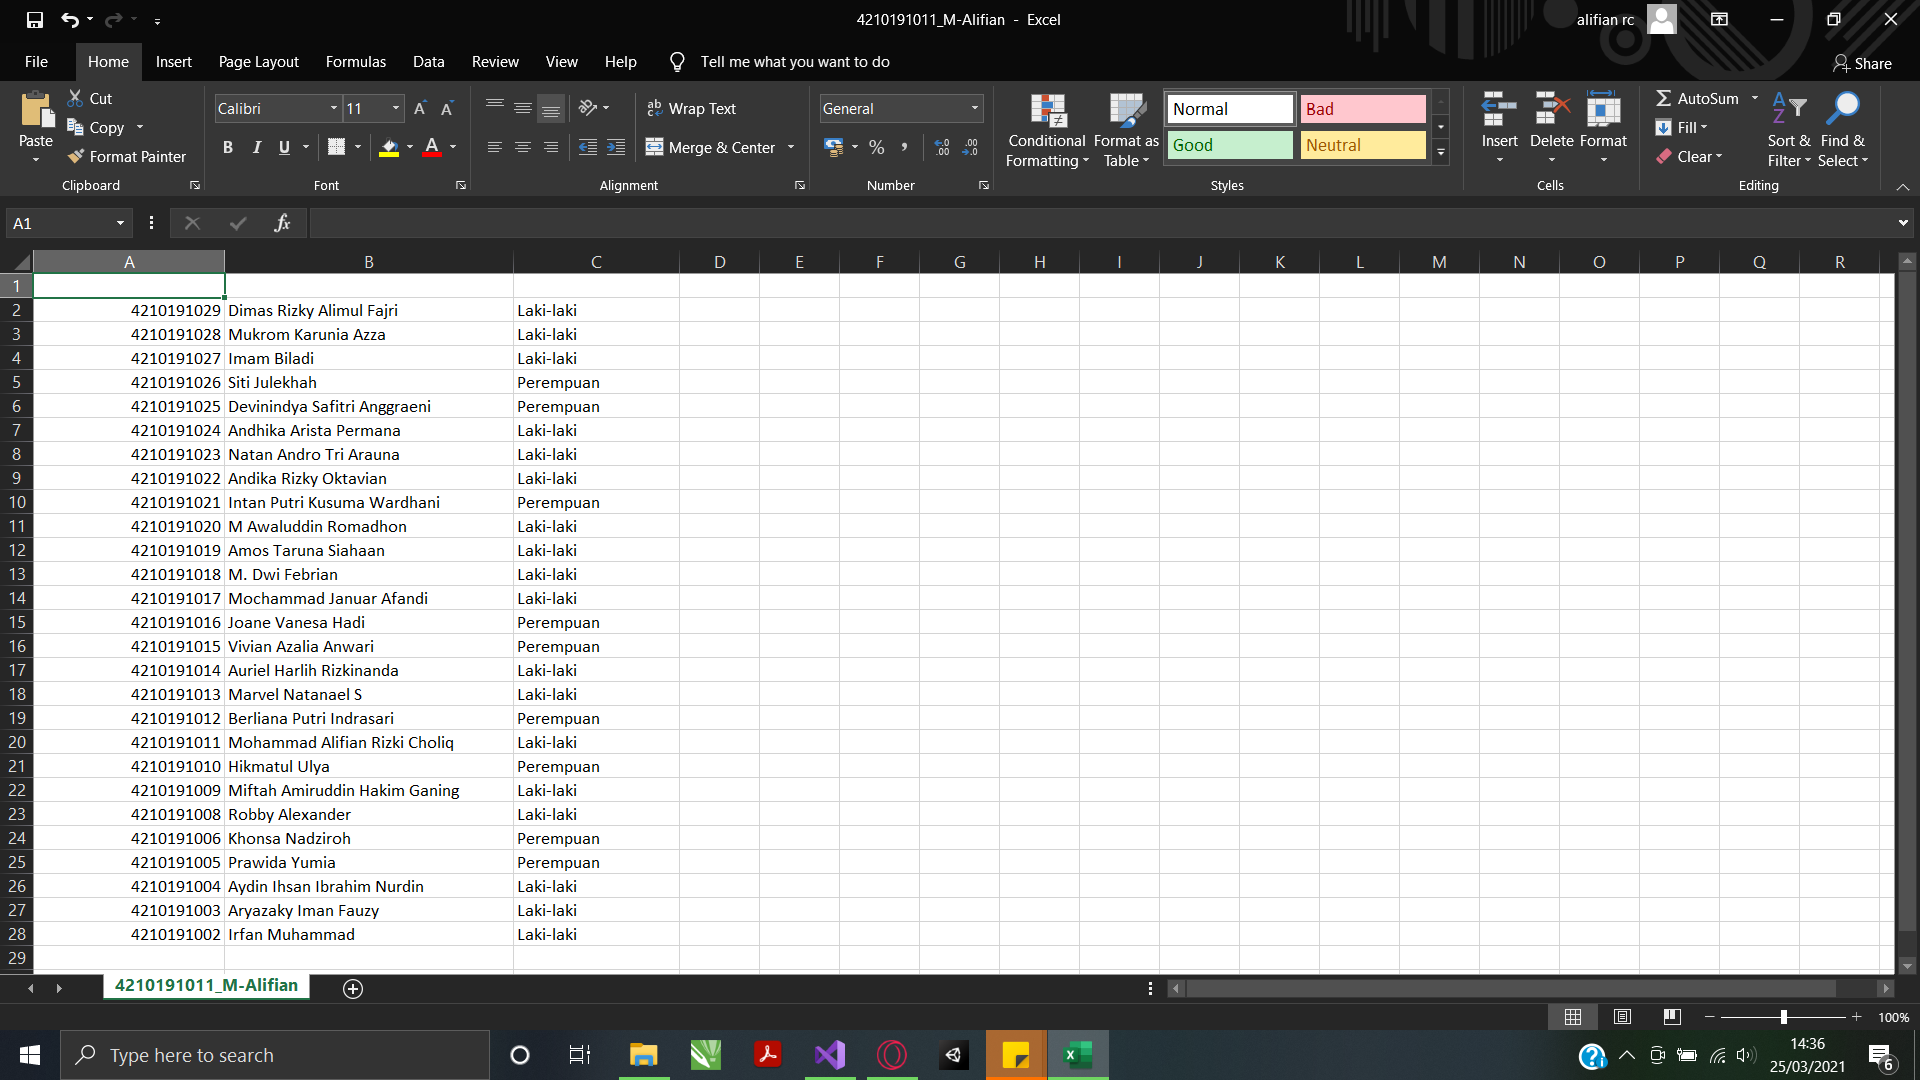 4210191011_M-Alifian - Excel
alifian rc
File Home Insert Page Layout Formulas Data Review View Help Tell me what you want to do
Share
Paste
Cut
Copy
Format Painter
Clipboard
Calibri 11
B I U
Font
Wrap Text
Merge & Center
Alignment
General
Number
Conditional Formatting
Format as Table
Normal Bad
Good Neutral
Styles
Insert Delete Format
Cells
AutoSum
Fill
Clear
Sort & Filter
Find & Select
Editing
A1
fx
A B C D E F G H I J K L M N O P Q R
1
2 4210191029 Dimas Rizky Alimul Fajri Laki-laki
3 4210191028 Mukrom Karunia Azza Laki-laki
4 4210191027 Imam Biladi Laki-laki
5 4210191026 Siti Julekhah Perempuan
6 4210191025 Devinindya Safitri Anggraeni Perempuan
7 4210191024 Andhika Arista Permana Laki-laki
8 4210191023 Natan Andro Tri Arauna Laki-laki
9 4210191022 Andika Rizky Oktavian Laki-laki
10 4210191021 Intan Putri Kusuma Wardhani Perempuan
11 4210191020 M Awaluddin Romadhon Laki-laki
12 4210191019 Amos Taruna Siahaan Laki-laki
13 4210191018 M. Dwi Febrian Laki-laki
14 4210191017 Mochammad Januar Afandi Laki-laki
15 4210191016 Joane Vanesa Hadi Perempuan
16 4210191015 Vivian Azalia Anwari Perempuan
17 4210191014 Auriel Harlih Rizkinanda Laki-laki
18 4210191013 Marvel Natanael S Laki-laki
19 4210191012 Berliana Putri Indrasari Perempuan
20 4210191011 Mohammad Alifian Rizki Choliq Laki-laki
21 4210191010 Hikmatul Ulya Perempuan
22 4210191009 Miftah Amiruddin Hakim Ganing Laki-laki
23 4210191008 Robby Alexander Laki-laki
24 4210191006 Khonsa Nadziroh Perempuan
25 4210191005 Prawida Yumia Perempuan
26 4210191004 Aydin Ihsan Ibrahim Nurdin Laki-laki
27 4210191003 Aryazaky Iman Fauzy Laki-laki
28 4210191002 Irfan Muhammad Laki-laki
29
4210191011_M-Alifian
100%
Type here to search
14:36
25/03/2021
6